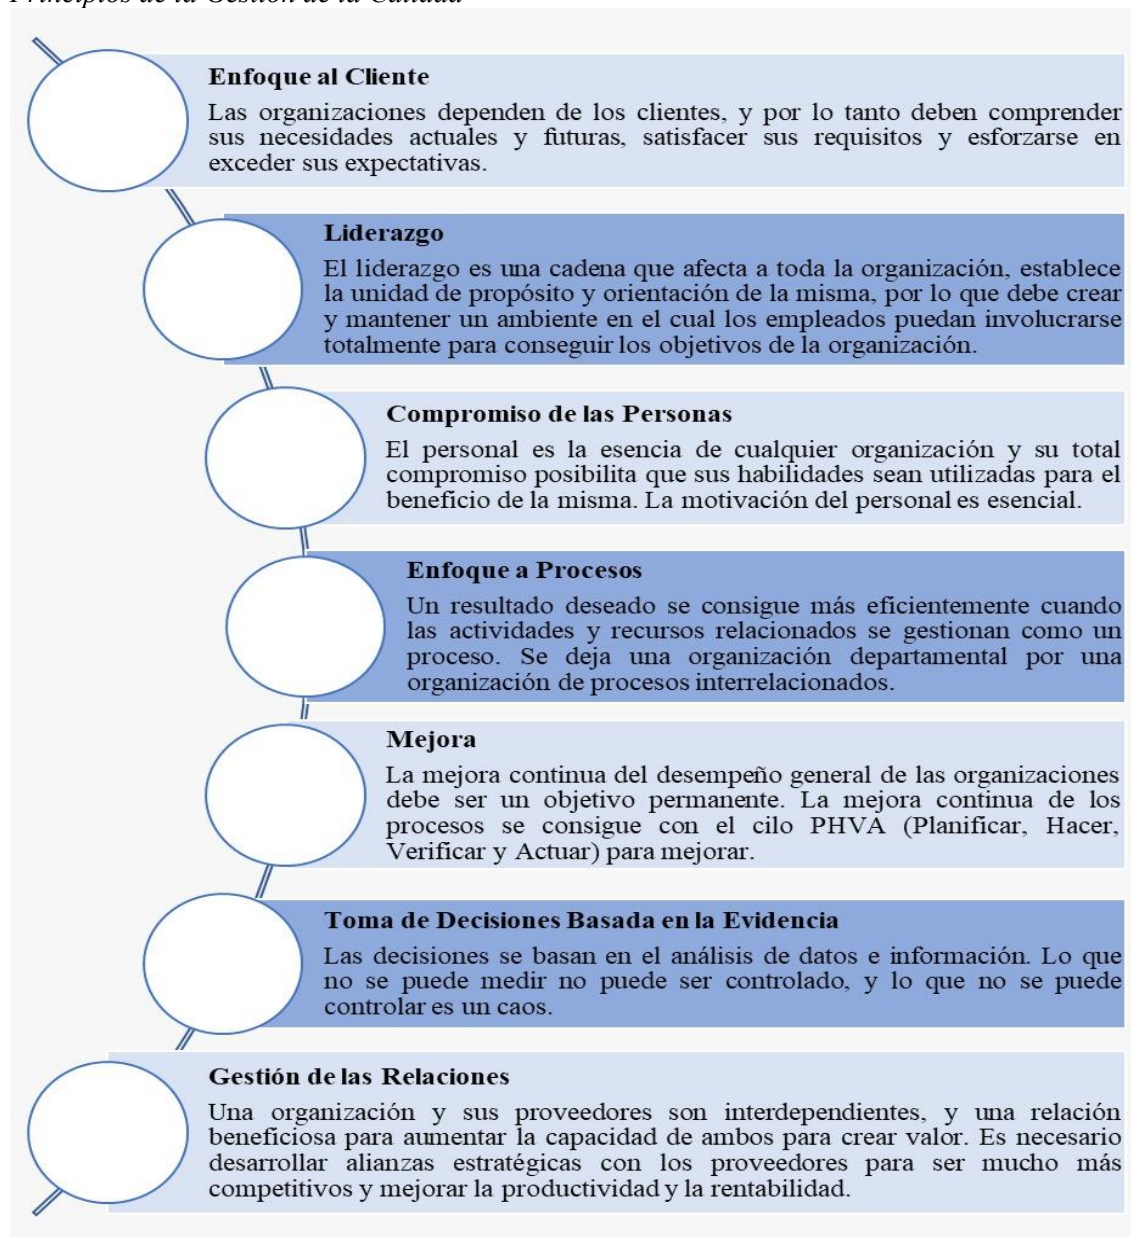 Principios de la Gestión de la Calidad
Enfoque al Cliente
Las organizaciones dependen de los clientes, y por lo tanto deben comprender
sus necesidades actuales y futuras, satisfacer sus requisitos y esforzarse en
exceder sus expectativas.
Liderazgo
El liderazgo es una cadena que afecta a toda la organización, establece
la unidad de propósito y orientación de la misma, por lo que debe crear
y mantener un ambiente en el cual los empleados puedan involucrarse
totalmente para conseguir los objetivos de la organización.
Compromiso de las Personas
El personal es la esencia de cualquier organización y su total
compromiso posibilita que sus habilidades sean utilizadas para el
beneficio de la misma. La motivación del personal es esencial.
Enfoque a Procesos
Un resultado deseado se consigue más eficientemente cuando
las actividades y recursos relacionados se gestionan como un
proceso. Se deja una organización departamental por una
organización de procesos interrelacionados.
Mejora
La mejora continua del desempeño general de las organizaciones
debe ser un objetivo permanente. La mejora continua de los
procesos se consigue con el cilo PHVA (Planificar, Hacer,
Verificar y Actuar) para mejorar.
Toma de Decisiones Basada en la Evidencia
Las decisiones se basan en el análisis de datos e información. Lo que
no se puede medir no puede ser controlado, y lo que no se puede
controlar es un caos.
Gestión de las Relaciones
Una organización y sus proveedores son interdependientes, y una relación
beneficiosa para aumentar la capacidad de ambos para crear valor. Es necesario
desarrollar alianzas estratégicas con los proveedores para ser mucho más
competitivos y mejorar la productividad y la rentabilidad.